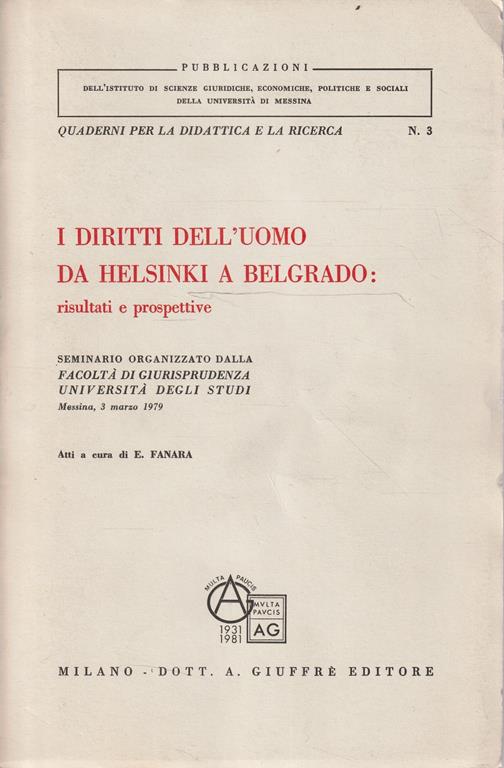 PUBBLICAZIONI
DELL'ISTITUTO DI SCIENZE GIURIDICHE, ECONOMICHE, POLITICHE E SOCIALI
DELLA UNIVERSITÀ DI MESSINA
QUADERNI PER LA DIDATTICA E LA RICERCA N. 3
I DIRITTI DELL'UOMO
DA HELSINKI A BELGRADO:
risultati e prospettive
SEMINARIO ORGANIZZATO DALLA
FACOLTÀ DI GIURISPRUDENZA
UNIVERSITÀ DEGLI STUDI
Messina, 3 marzo 1979
Atti a cura di E. FANARA
MULTA PAUCIS
AG
1931
1981
MVLTA
PAVCIS
AG
MILANO - DOTT. A. GIUFFRÈ EDITORE